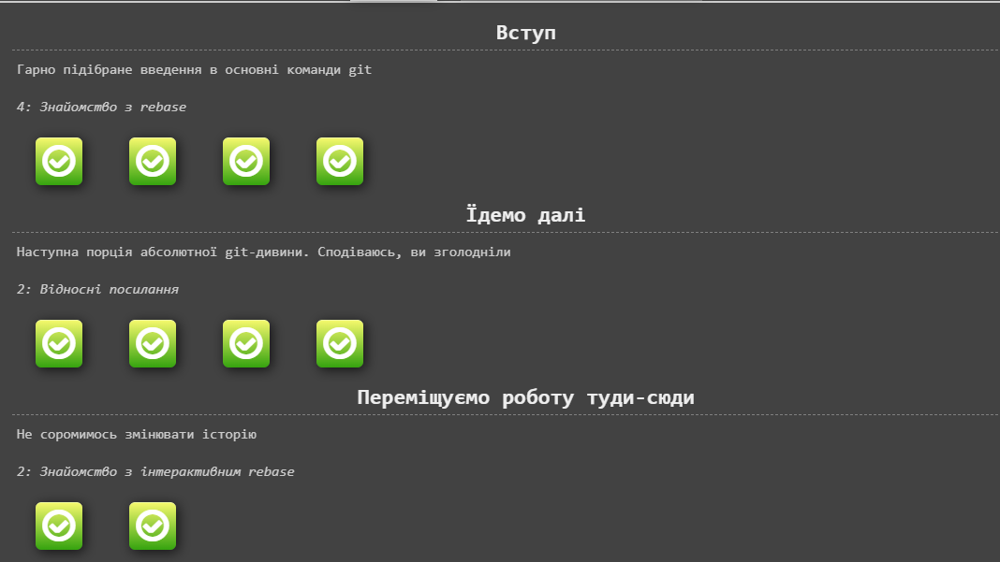 Вступ
Гарно підібране введення в основні команди git
4: Знайомство з rebase
Їдемо далі
Наступна порція абсолютної git-дивини. Сподіваюсь, ви зголодніли
2: Відносні посилання
Переміщуємо роботу туди-сюди
Не соромимось змінювати історію
2: Знайомство з інтерактивним rebase